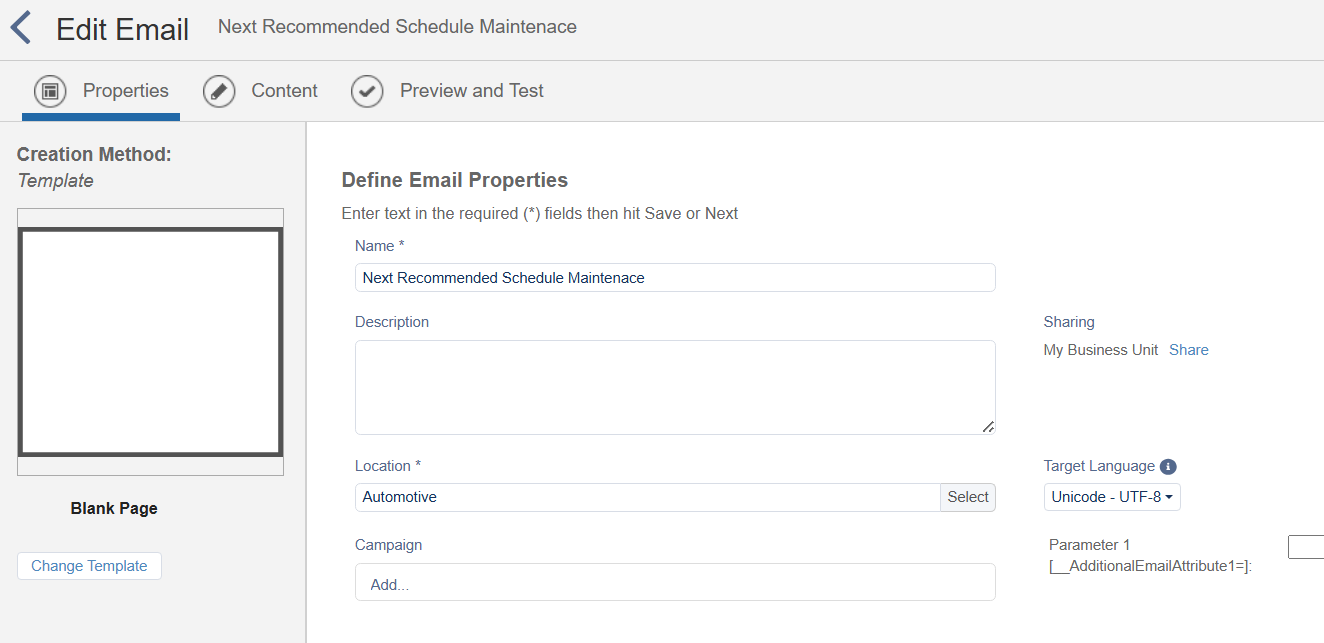 Edit Email Next Recommended Schedule Maintenace
Properties Content Preview and Test
Creation Method:
Template
Blank Page
Change Template
Define Email Properties
Enter text in the required (*) fields then hit Save or Next
Name *
Next Recommended Schedule Maintenace
Description
Sharing
My Business Unit Share
Location *
Automotive Select
Target Language i
Unicode - UTF-8
Campaign
Add...
Parameter 1
[__AdditionalEmailAttribute1=]: